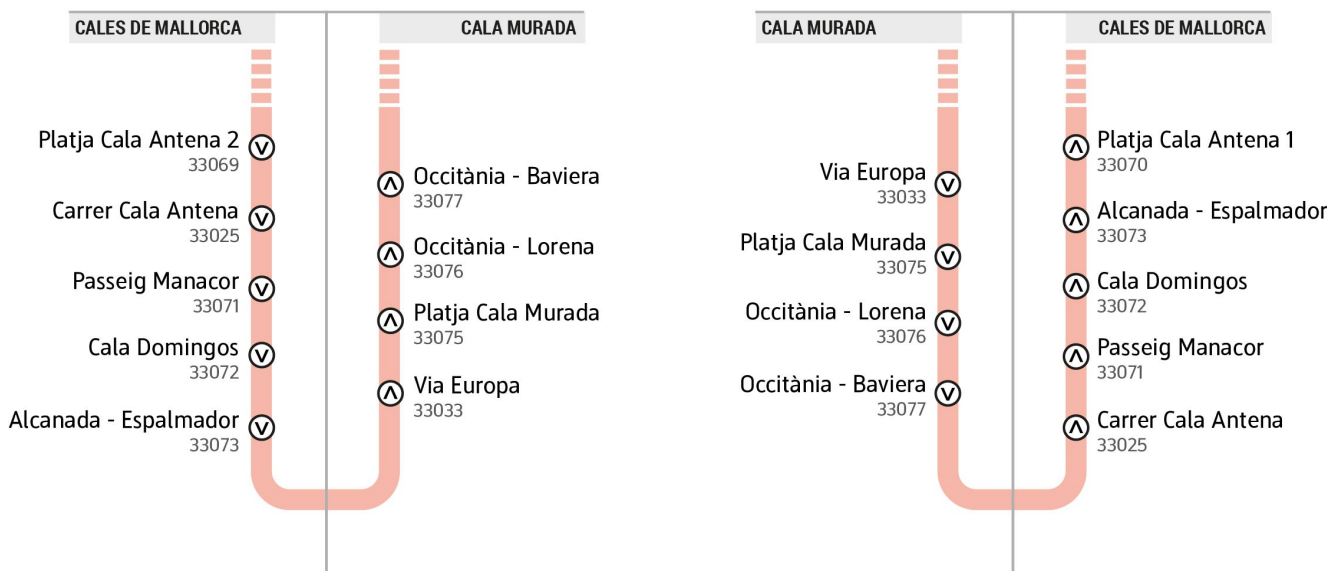 CALES DE MALLORCA
Platja Cala Antena 2
33069
Carrer Cala Antena
33025
Passeig Manacor
33071
Cala Domingos
33072
Alcanada - Espalmador
33073
CALA MURADA
Occitània - Baviera
33077
Occitània - Lorena
33076
Platja Cala Murada
33075
Via Europa
33033
CALA MURADA
Via Europa
33033
Platja Cala Murada
33075
Occitània - Lorena
33076
Occitània - Baviera
33077
CALES DE MALLORCA
Platja Cala Antena 1
33070
Alcanada - Espalmador
33073
Cala Domingos
33072
Passeig Manacor
33071
Carrer Cala Antena
33025